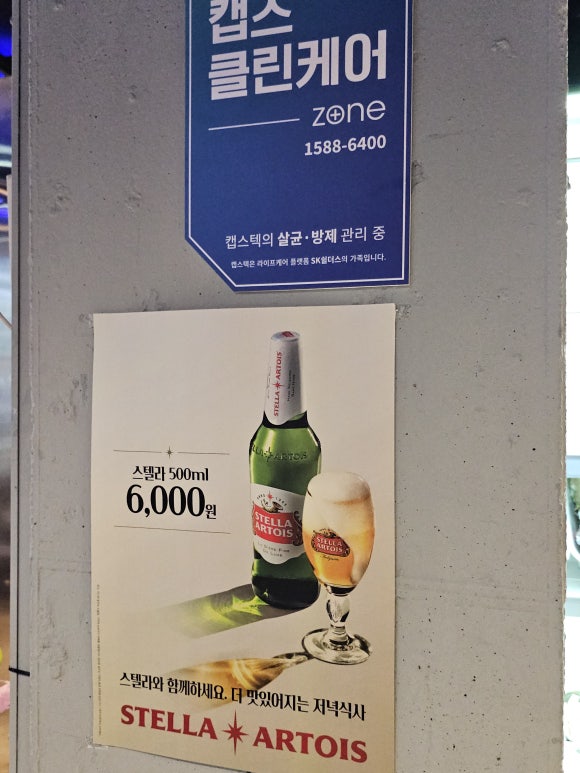 캡스
클린케어
zone
1588-6400
캡스텍의 살균·방제 관리 중
캡스텍은 라이프케어 플랫폼 SK쉴더스의 가족입니다.
STELLA ARTOIS
STELLA ARTOIS
스텔라 500ml
6,000원
STELLA
ARTOIS
STELLA
ARTOIS
Belgium
스텔라와 함께하세요. 더 맛있어지는 저녁식사
STELLA ARTOIS